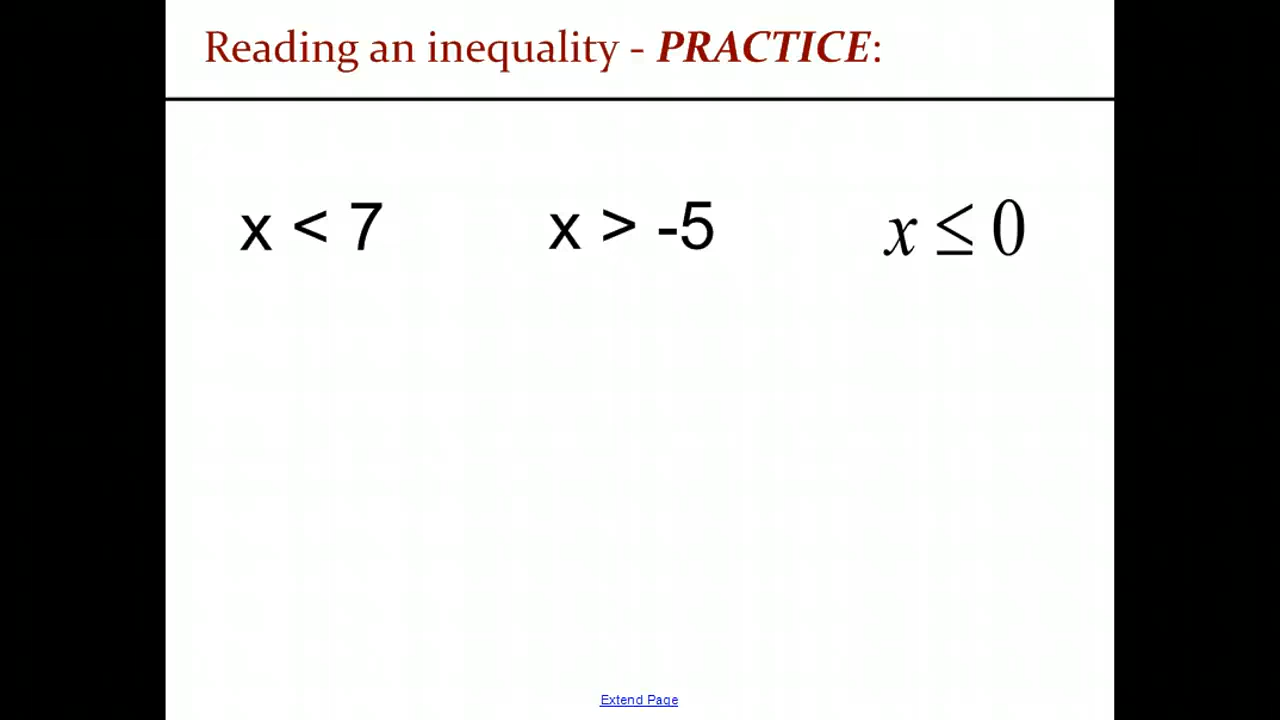 Reading an inequality - PRACTICE:
x < 7 x > -5 x ≤ 0
Extend Page